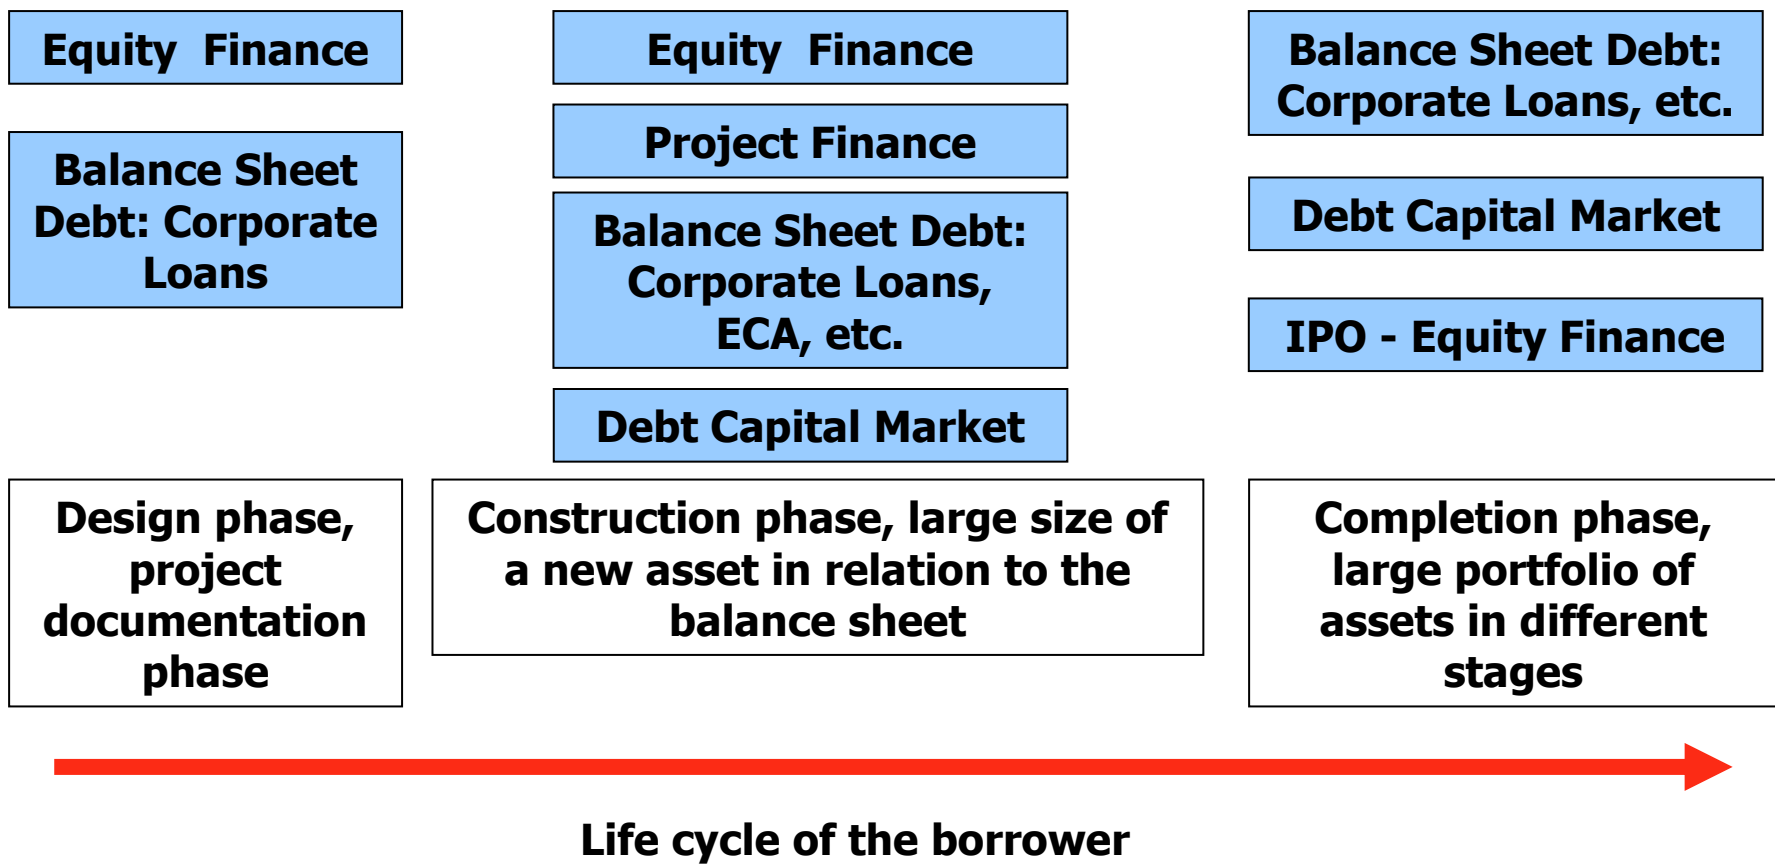 Equity Finance
Balance Sheet
Debt: Corporate
Loans
Equity Finance
Project Finance
Balance Sheet Debt:
Corporate Loans,
ECA, etc.
Debt Capital Market
Balance Sheet Debt:
Corporate Loans, etc.
Debt Capital Market
IPO - Equity Finance
Design phase,
project
documentation
phase
Construction phase, large size of
a new asset in relation to the
balance sheet
Completion phase,
large portfolio of
assets in different
stages
Life cycle of the borrower